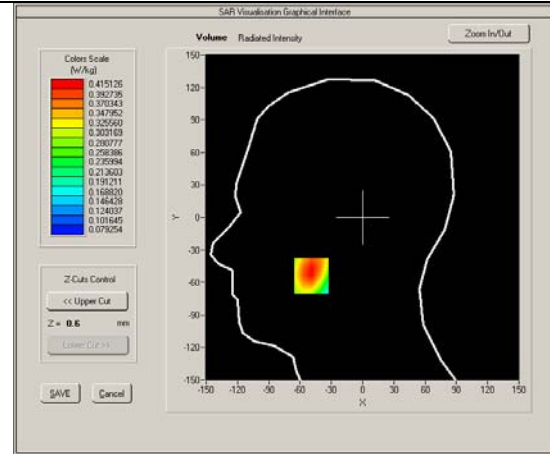 SAR Visualisation Graphical Interface
Colors Scale
(W/kg)
0.415126
0.392735
0.370343
0.347952
0.325560
0.303169
0.280777
0.258386
0.235994
0.213603
0.191211
0.168820
0.146428
0.124037
0.101645
0.079254
Z-Cuts Control
<< Upper Cut
Z = 0.6 mm
Lower Cut >>
SAVE Cancel
Volume Radiated Intensity
Zoom In/Out
150
120
90
60
30
Y 0
-30
-60
-90
-120
-150
-150 -120 -90 -60 -30 0 30 60 90 120 150
X